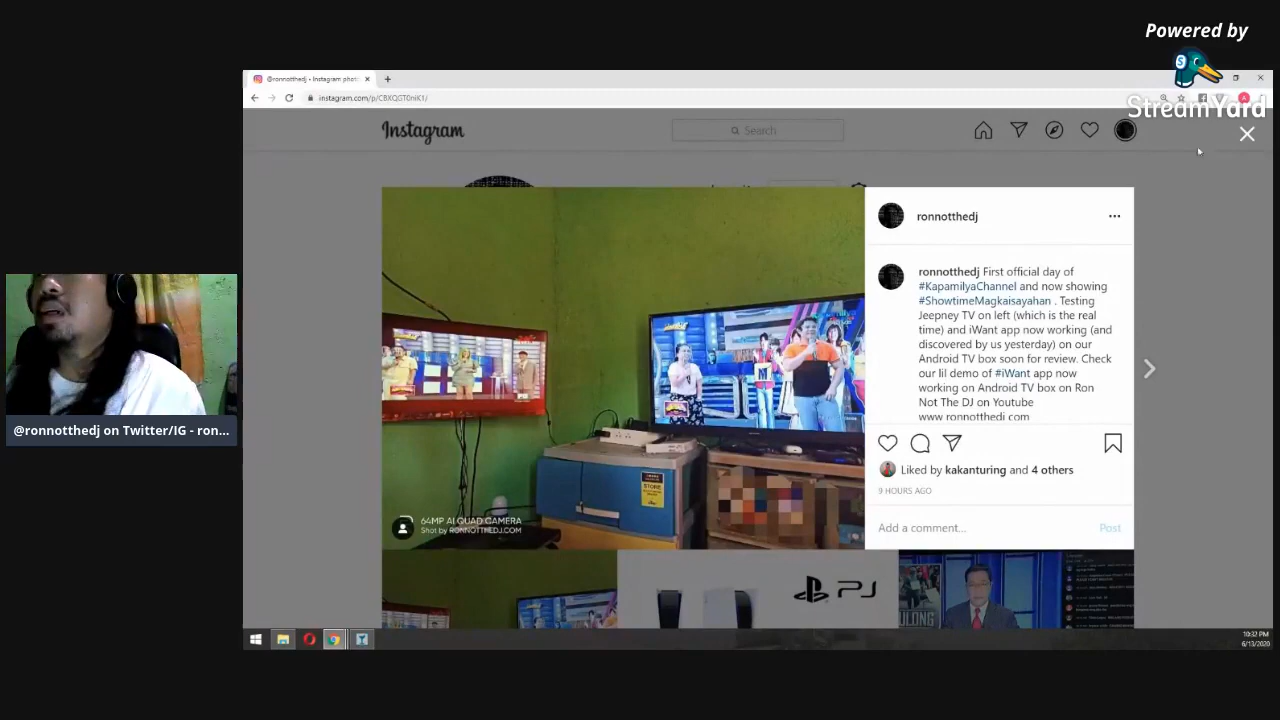 Powered by
StreamYard
@ronnotthedj • Instagram phot
instagram.com/p/CBXQGT0niK1/
Instagram
Search
ronnotthedj
ronnotthedj First official day of
#KapamilyaChannel and now showing
#ShowtimeMagkaisayahan . Testing
Jeepney TV on left (which is the real
time) and iWant app now working (and
discovered by us yesterday) on our
Android TV box soon for review. Check
our lil demo of #iWant app now
working on Android TV box on Ron
Not The DJ on Youtube
www.ronnotthedj.com
Liked by kakanturing and 4 others
9 HOURS AGO
Add a comment...
Post
STORE
64MP AI QUAD CAMERA
Shot by RONNOTTHEDJ.COM
@ronnotthedj on Twitter/IG - ron...
10:32 PM
6/13/2020